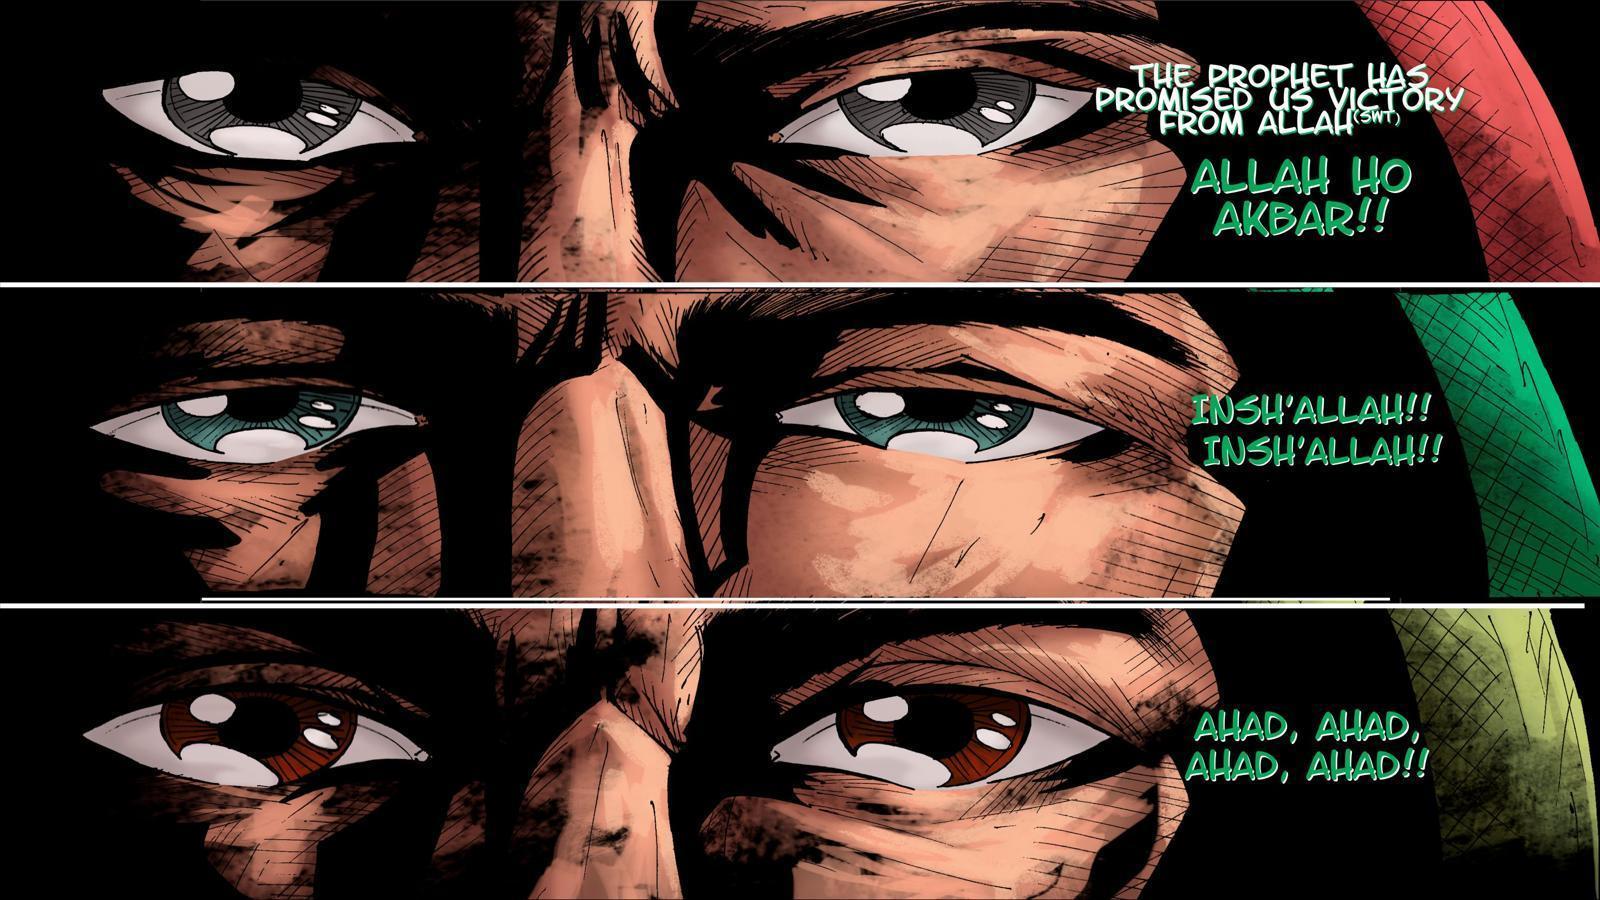 THE PROPHET HAS
PROMISED US VICTORY
FROM ALLAH(SWT)
ALLAH HO
AKBAR!!
INSH'ALLAH!!
INSH'ALLAH!!
AHAD, AHAD,
AHAD, AHAD!!